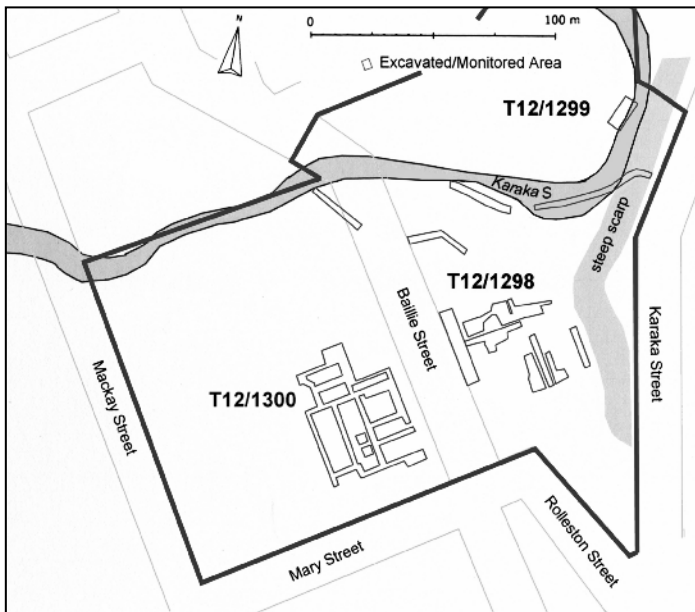 N
0 100 m
Excavated/Monitored Area
T12/1299
Karaka S
steep scarp
T12/1298
Baillie Street
Karaka Street
Mackay Street
T12/1300
Mary Street
Rolleston Street